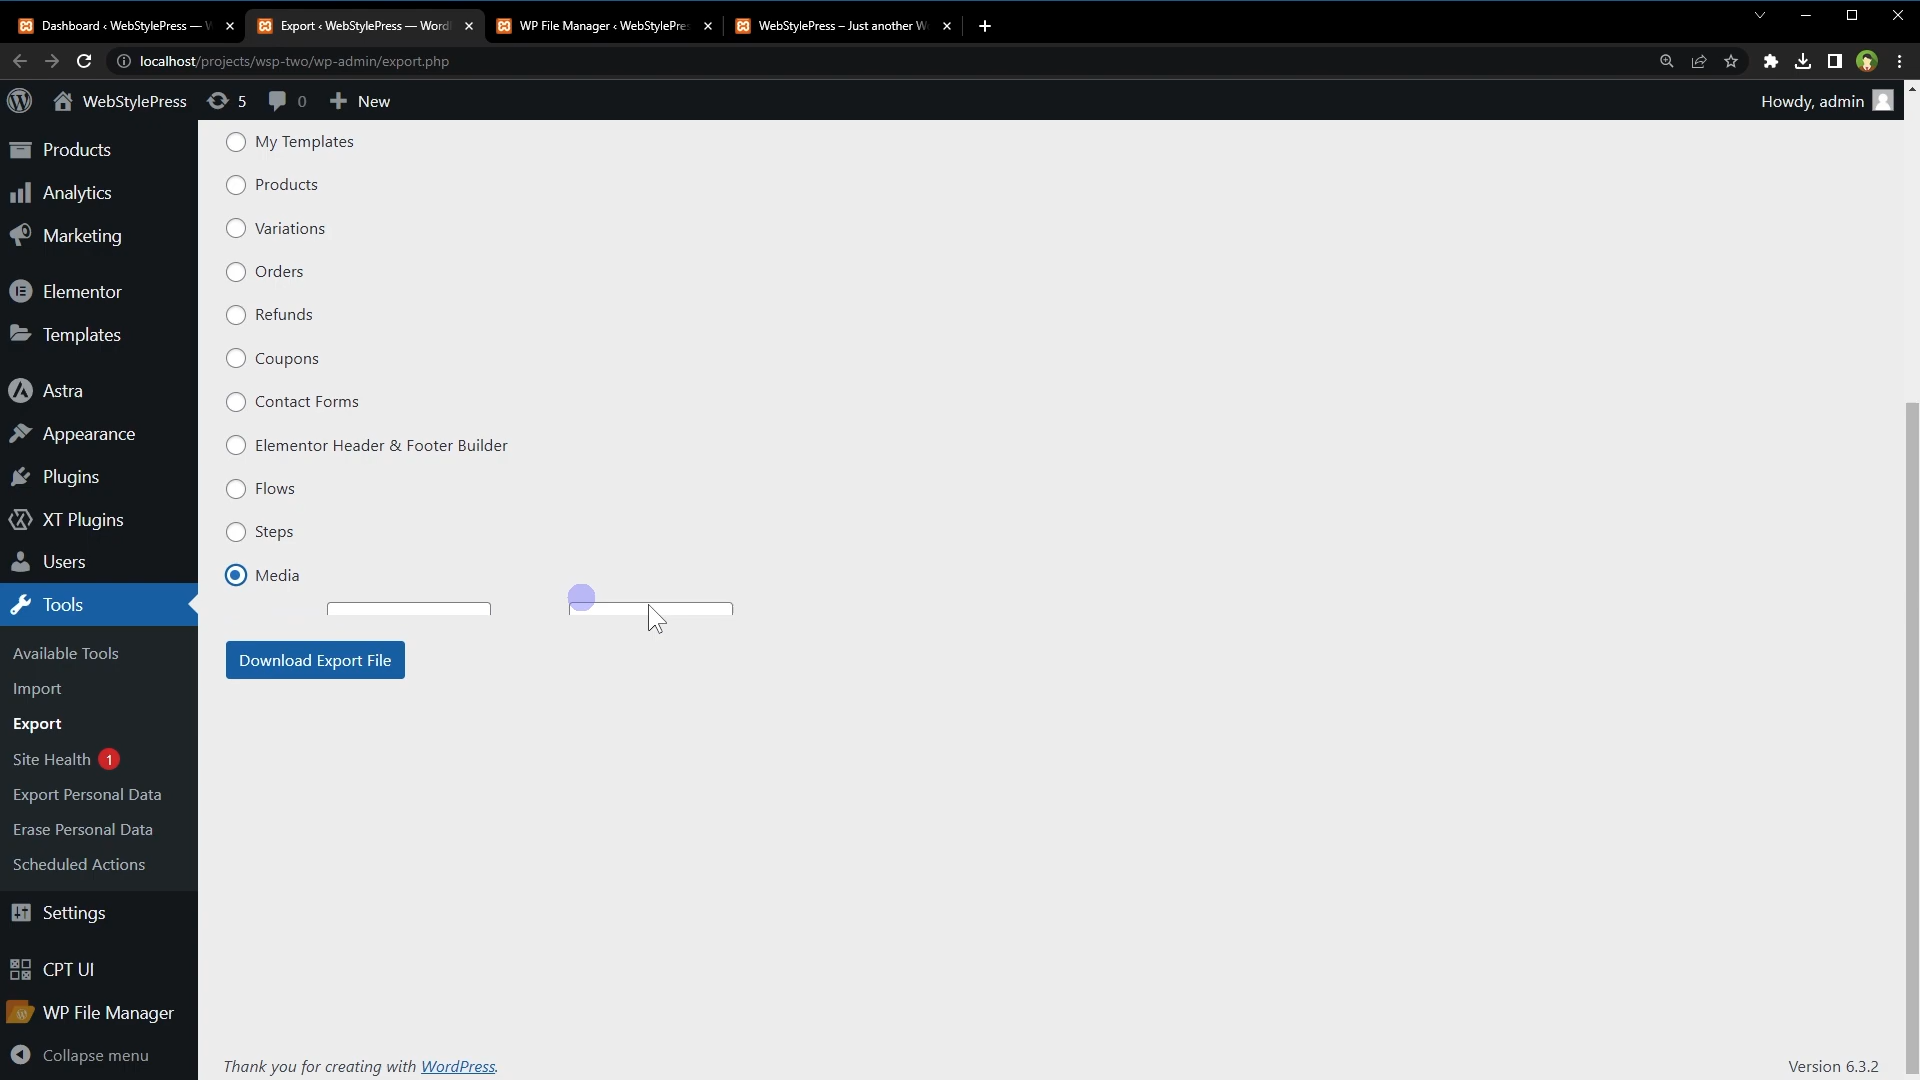 Dashboard ‹ WebStylePress — W
Export ‹ WebStylePress — Word
WP File Manager ‹ WebStylePres
WebStylePress – Just another W
localhost/projects/wsp-two/wp-admin/export.php
WebStylePress
5
0
New
Howdy, admin
Products
Analytics
Marketing
Elementor
Templates
Astra
Appearance
Plugins
XT Plugins
Users
Tools
Available Tools
Import
Export
Site Health 1
Export Personal Data
Erase Personal Data
Scheduled Actions
Settings
CPT UI
WP File Manager
Collapse menu
My Templates
Products
Variations
Orders
Refunds
Coupons
Contact Forms
Elementor Header & Footer Builder
Flows
Steps
Media
Download Export File
Thank you for creating with WordPress.
Version 6.3.2